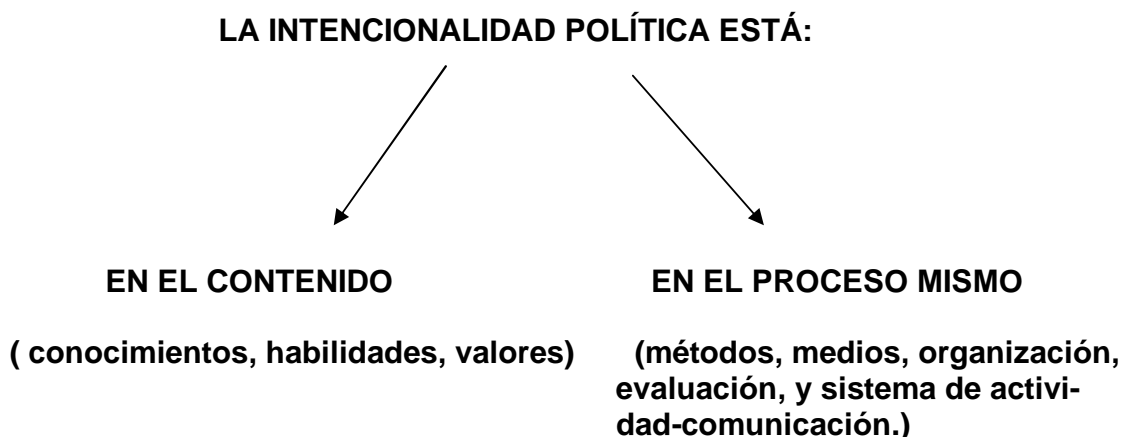 LA INTENCIONALIDAD POLÍTICA ESTÁ:
EN EL CONTENIDO
( conocimientos, habilidades, valores)
EN EL PROCESO MISMO
(métodos, medios, organización,
evaluación, y sistema de activi-
dad-comunicación.)